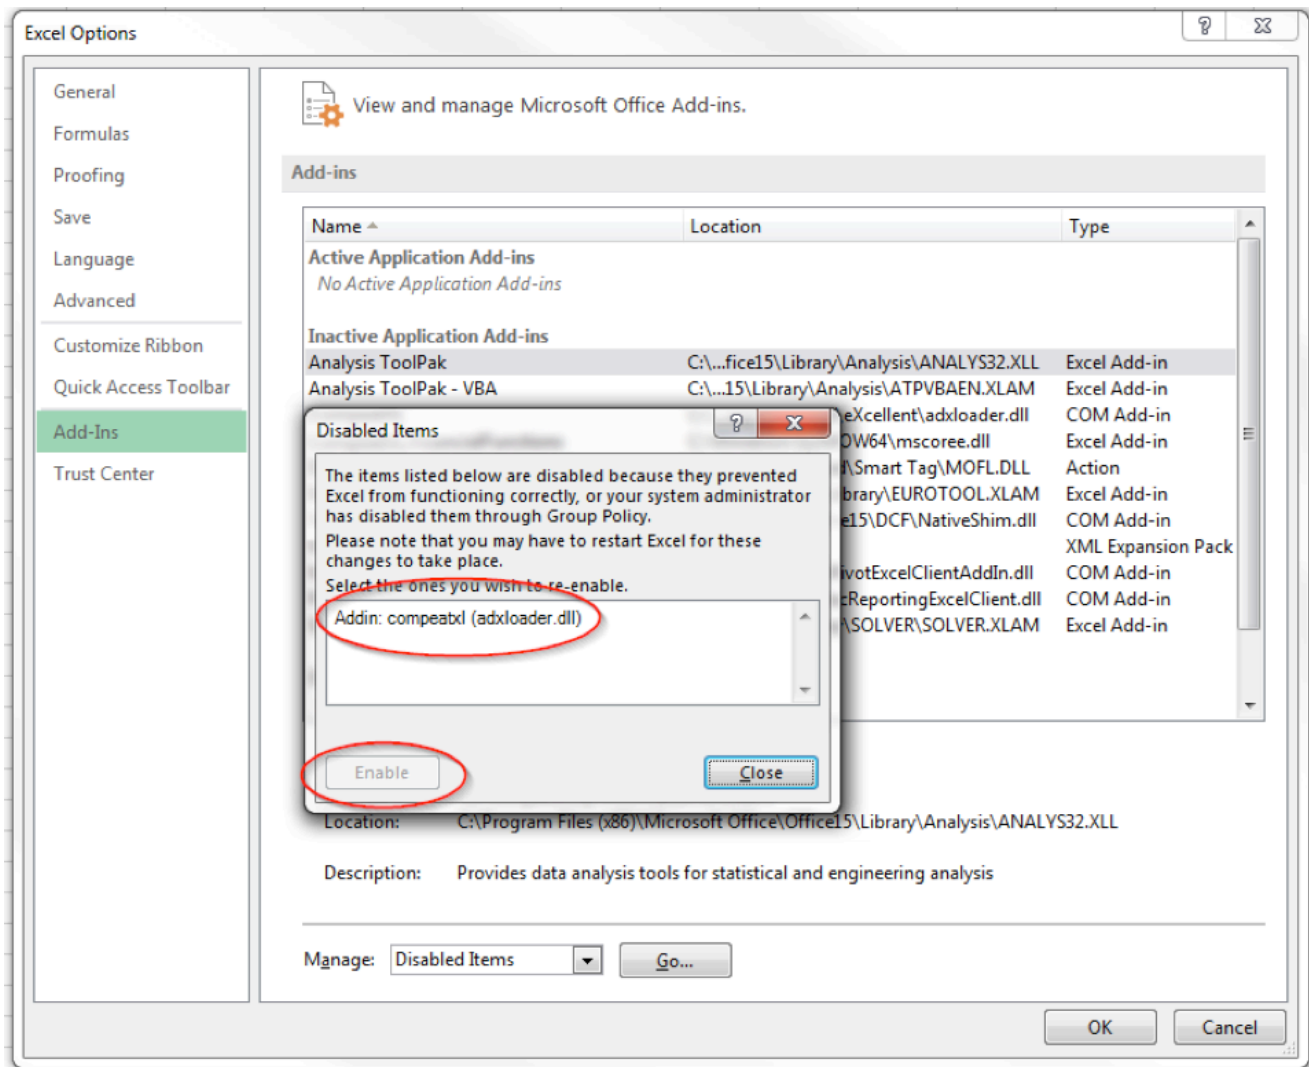 Excel Options
General
Formulas
Proofing
Save
Language
Advanced
Customize Ribbon
Quick Access Toolbar
Add-Ins
Trust Center
View and manage Microsoft Office Add-ins.
Add-ins
Name Location Type
Active Application Add-ins
No Active Application Add-ins
Inactive Application Add-ins
Analysis ToolPak C:\...fice15\Library\Analysis\ANALYS32.XLL Excel Add-in
Analysis ToolPak - VBA C:\...15\Library\Analysis\ATPVBAEN.XLAM Excel Add-in
\eXcellent\adxloader.dll COM Add-in
OW64\mscoree.dll Excel Add-in
\Smart Tag\MOFL.DLL Action
brary\EUROTOOL.XLAM Excel Add-in
e15\DCF\NativeShim.dll COM Add-in
XML Expansion Pack
ivotExcelClientAddIn.dll COM Add-in
cReportingExcelClient.dll COM Add-in
\SOLVER\SOLVER.XLAM Excel Add-in
Disabled Items
The items listed below are disabled because they prevented
Excel from functioning correctly, or your system administrator
has disabled them through Group Policy.
Please note that you may have to restart Excel for these
changes to take place.
Select the ones you wish to re-enable.
Addin: compeatxl (adxloader.dll)
Enable
Close
Location: C:\Program Files (x86)\Microsoft Office\Office15\Library\Analysis\ANALYS32.XLL
Description: Provides data analysis tools for statistical and engineering analysis
Manage: Disabled Items Go...
OK Cancel